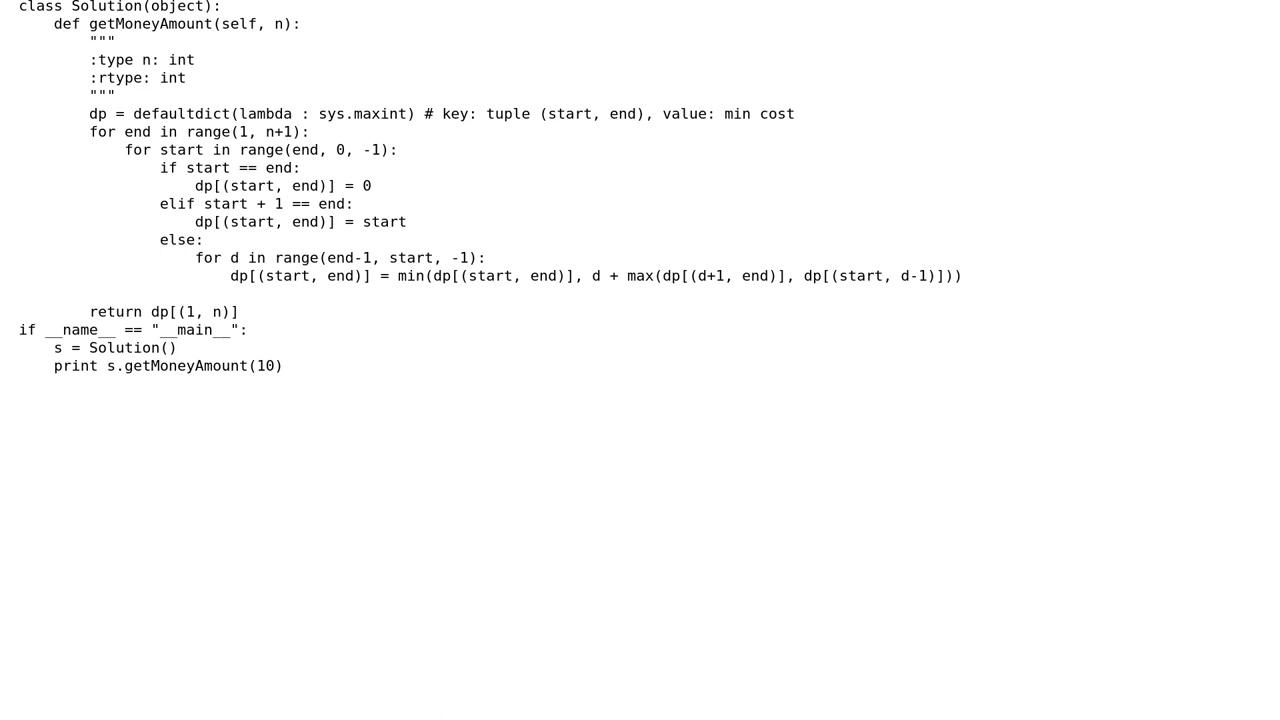 class Solution(object):
    def getMoneyAmount(self, n):
        """
        :type n: int
        :rtype: int
        """
        dp = defaultdict(lambda : sys.maxint) # key: tuple (start, end), value: min cost
        for end in range(1, n+1):
            for start in range(end, 0, -1):
                if start == end:
                    dp[(start, end)] = 0
                elif start + 1 == end:
                    dp[(start, end)] = start
                else:
                    for d in range(end-1, start, -1):
                        dp[(start, end)] = min(dp[(start, end)], d + max(dp[(d+1, end)], dp[(start, d-1)]))

        return dp[(1, n)]
if __name__ == "__main__":
    s = Solution()
    print s.getMoneyAmount(10)